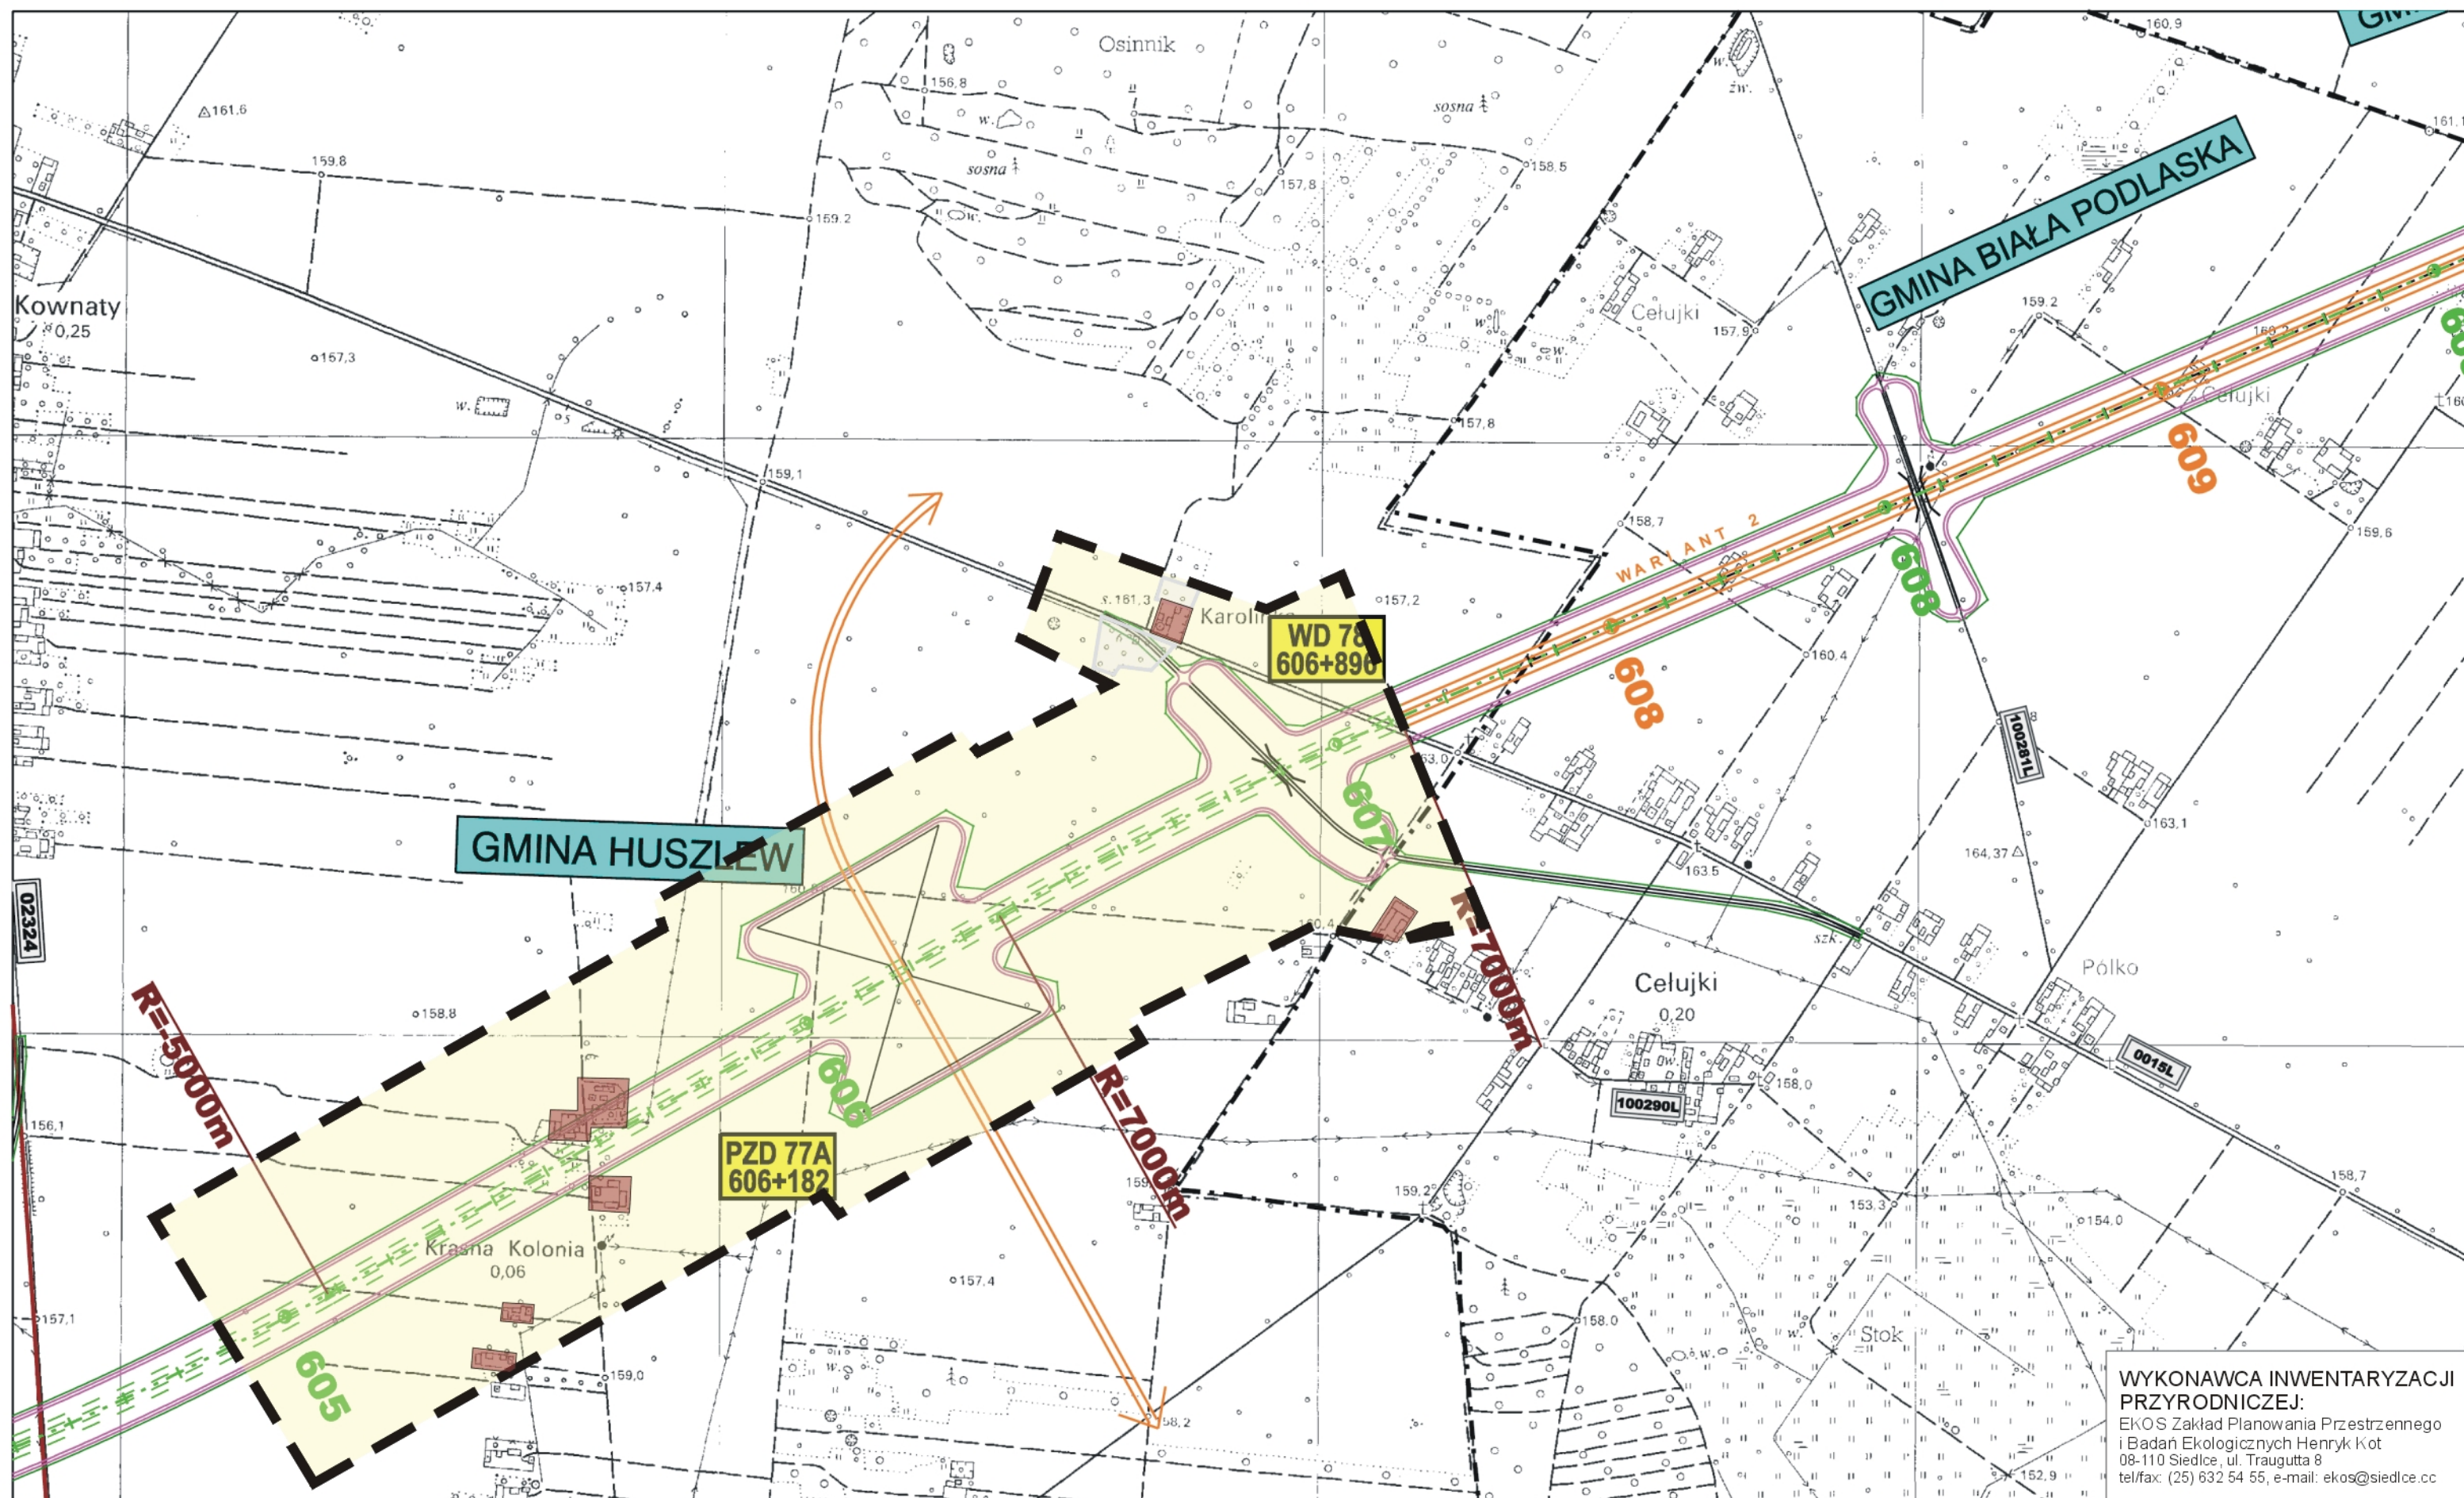 Osinnik
160,9
156,8
w.
żw.
sosna
161,6
w.
159,8
sosna
158,5
157,8
GMINA BIAŁA PODLASKA
159,2
w.
Kownaty
0,25
Celujki
157,9
159,2
w.
w.
157,3
Celujki
w.
157,8
609
159,1
158,7
WARIANT 2
159,6
608
157,4
s. 161,3
157,2
WD 78
606+896
160,4
608
100281L
607
163,1
GMINA HUSZLEW
164,37
163,5
02324
160,4
R=7000m
szk.
Celujki
0,20
Pólko
158,8
R=-5000m
0015L
606
R=7000m
158,0
100290L
156,1
PZD 77A
606+182
159,2
158,7
153,3
154,0
Krasna Kolonia
0,06
157,4
157,1
158,0
605
159,0
w.
w.
Stok
w.
152,9
WYKONAWCA INWENTARYZACJI
PRZYRODNICZEJ:
EKOS Zakład Planowania Przestrzennego
i Badań Ekologicznych Henryk Kot
08-110 Siedlce, ul. Traugutta 8
tel/fax: (25) 632 54 55, e-mail: ekos@siedlce.cc